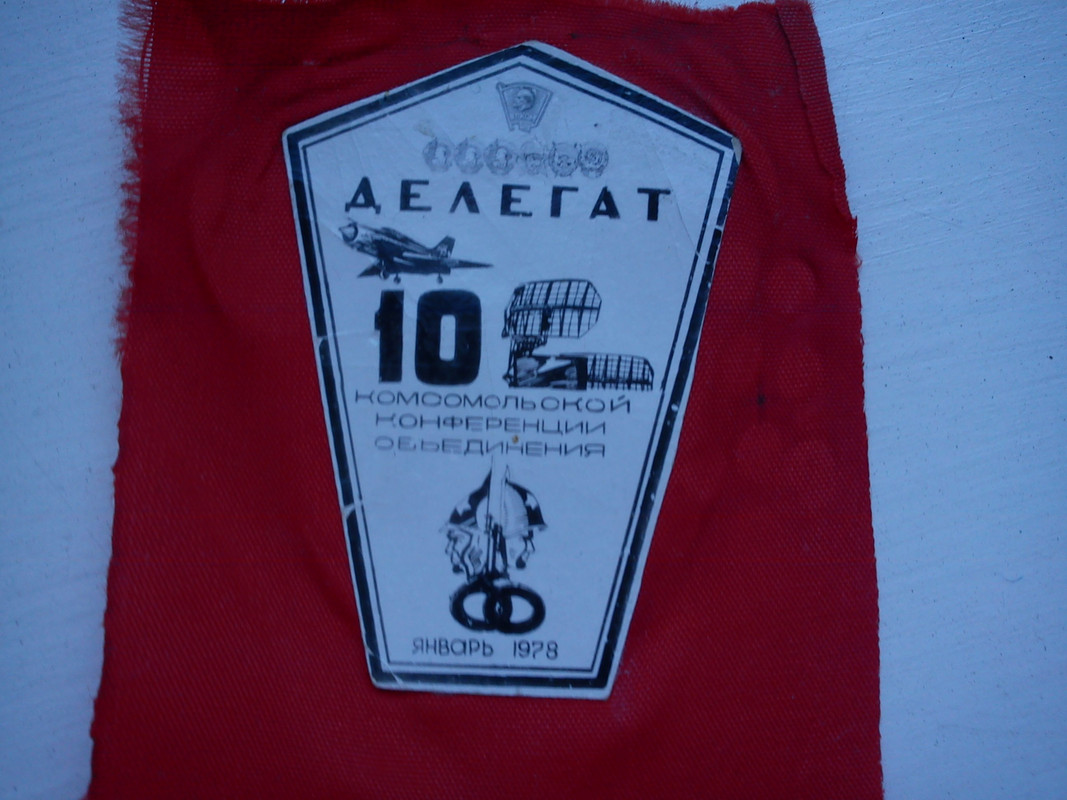 ДЕЛЕГАТ
10
КОМСОМОЛЬСКОЙ
КОНФЕРЕНЦИИ
ОБЪЕДИНЕНИЯ
ЯНВАРЬ 1978